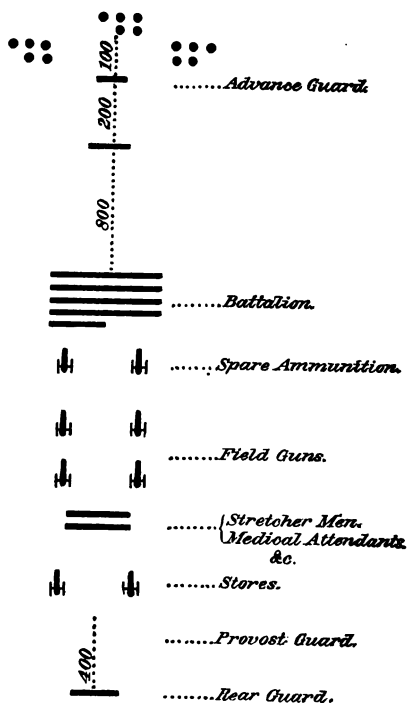 100
Advance Guard.
200
800
Battalion.
Spare Ammunition.
Field Guns.
Stretcher Men.
Medical Attendants.
&c.
Stores.
Provost Guard.
400
Rear Guard.